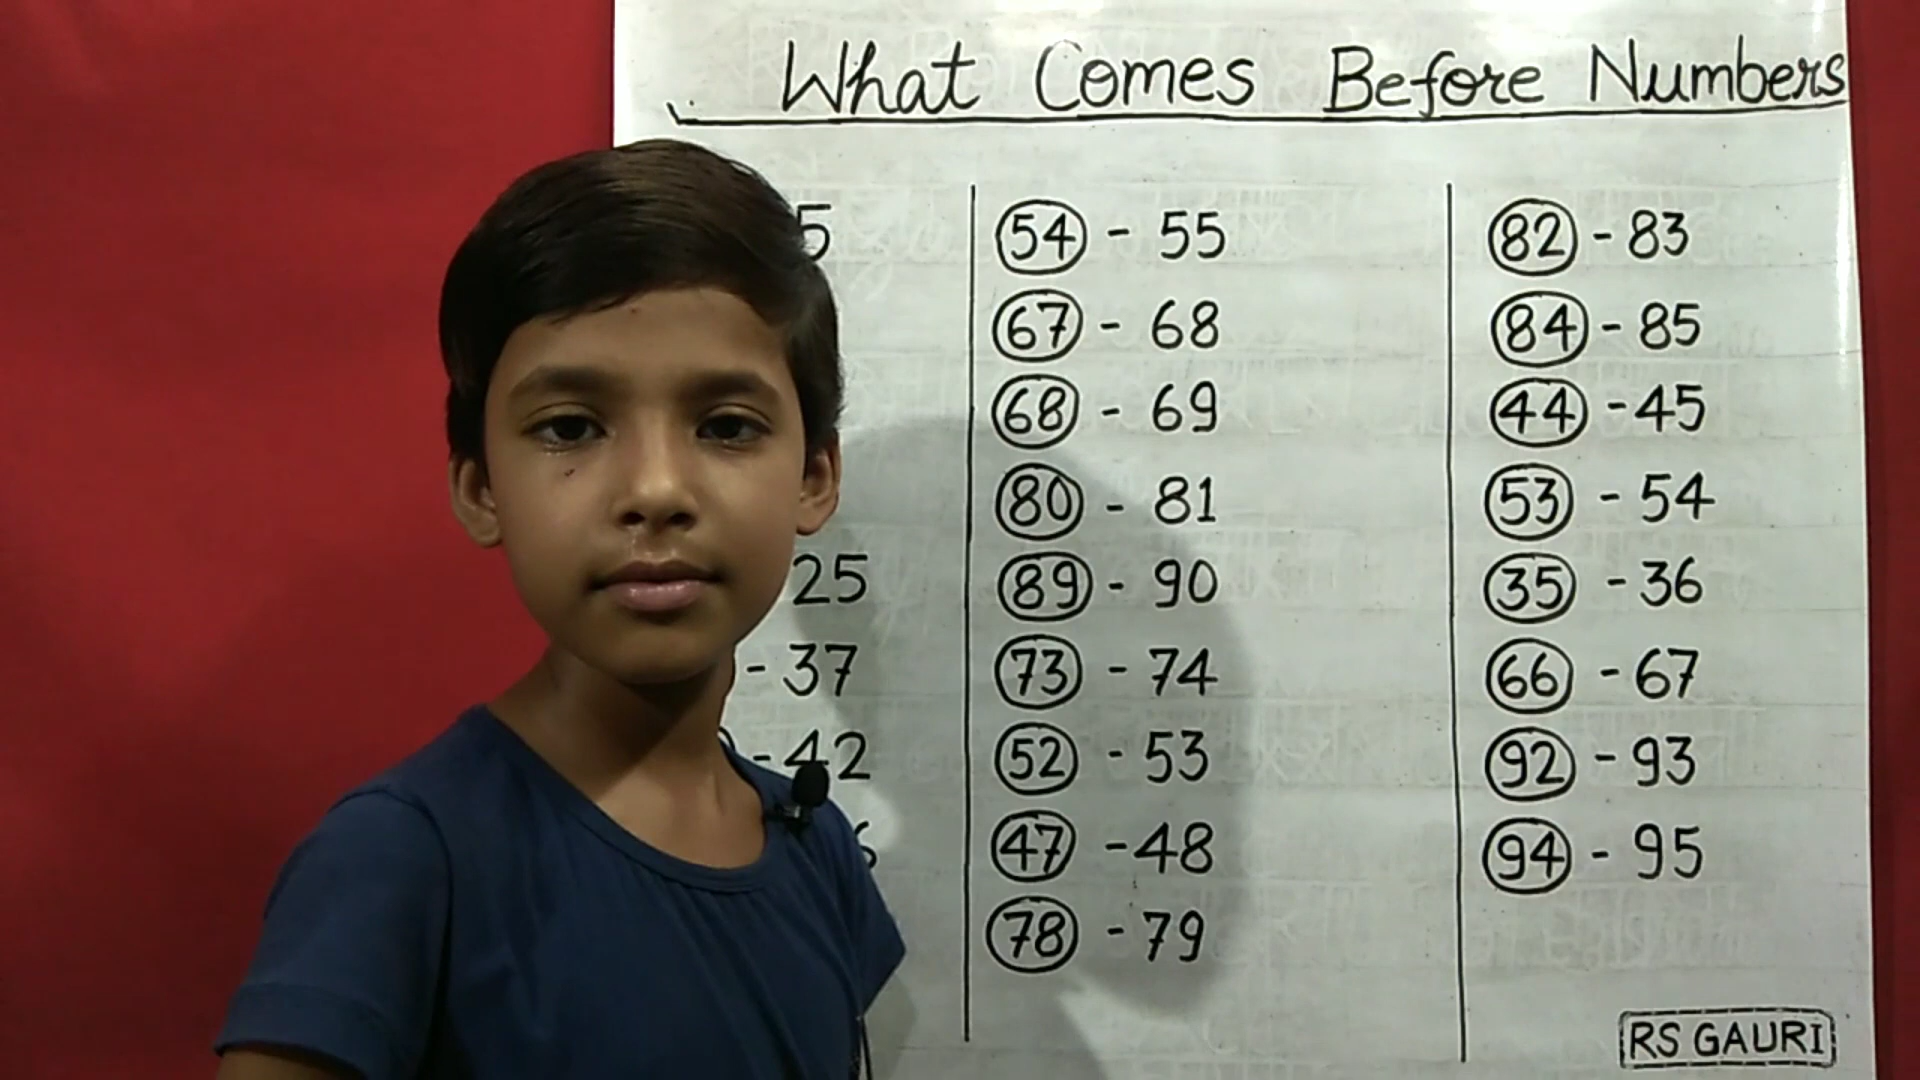 What Comes Before Numbers
5
25
- 37
- 42
54 - 55
67 - 68
68 - 69
80 - 81
89 - 90
73 - 74
52 - 53
47 - 48
78 - 79
82 - 83
84 - 85
44 - 45
53 - 54
35 - 36
66 - 67
92 - 93
94 - 95
RS GAURI